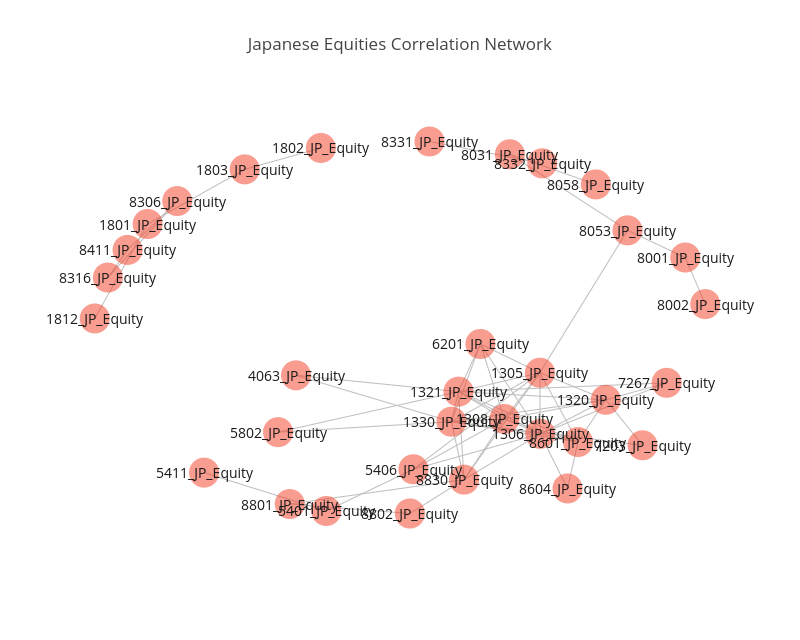 Japanese Equities Correlation Network
8331_JP_Equity
1802_JP_Equity
8031_JP_Equity
8332_JP_Equity
1803_JP_Equity
8058_JP_Equity
8306_JP_Equity
1801_JP_Equity
8053_JP_Equity
8411_JP_Equity
8001_JP_Equity
8316_JP_Equity
8002_JP_Equity
1812_JP_Equity
6201_JP_Equity
1305_JP_Equity
4063_JP_Equity
7267_JP_Equity
1321_JP_Equity
1320_JP_Equity
1308_JP_Equity
1330_JP_Equity
5802_JP_Equity
1306_JP_Equity
8601_JP_Equity
7203_JP_Equity
5406_JP_Equity
5411_JP_Equity
8830_JP_Equity
8604_JP_Equity
8801_JP_Equity
5401_JP_Equity
8802_JP_Equity